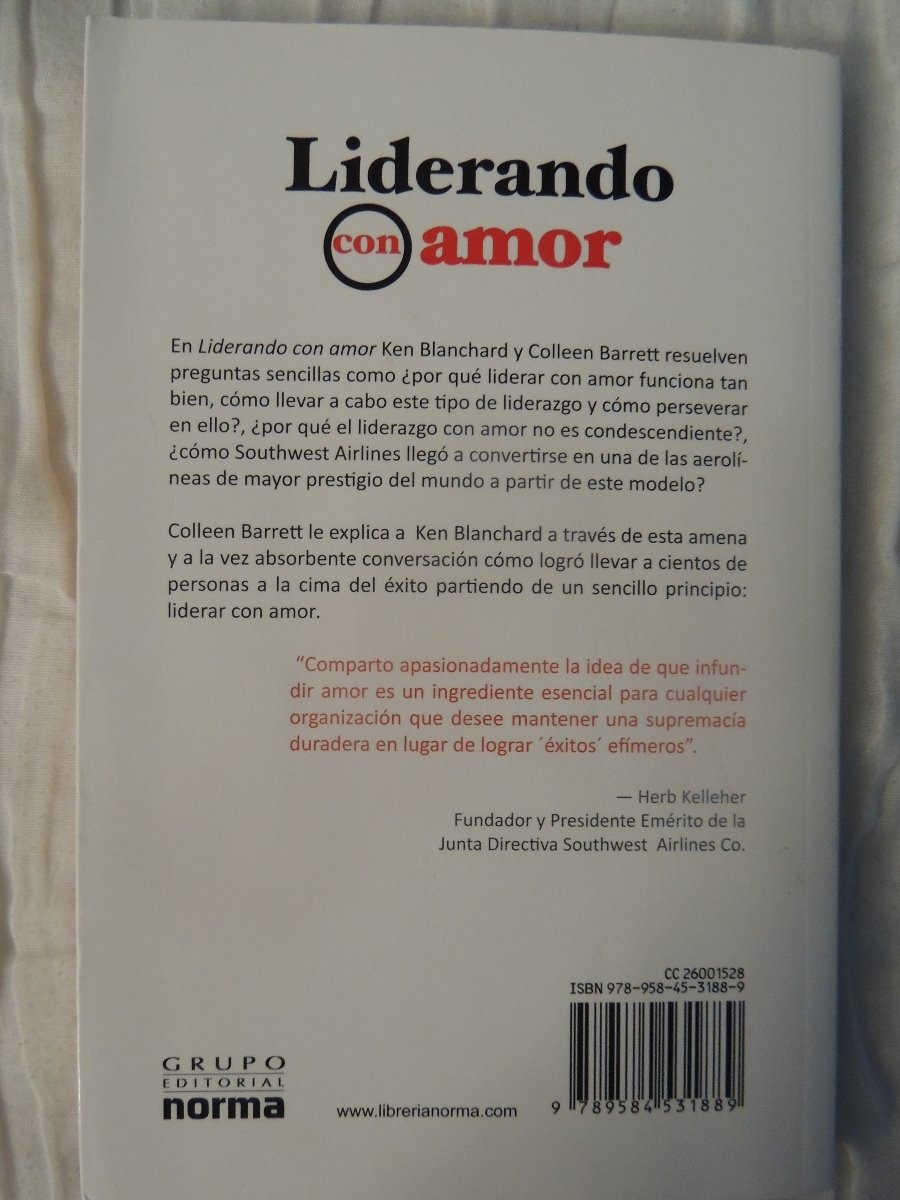 Liderando
con amor
En Liderando con amor Ken Blanchard y Colleen Barrett resuelven
preguntas sencillas como ¿por qué liderar con amor funciona tan
bien, cómo llevar a cabo este tipo de liderazgo y cómo perseverar
en ello?, ¿por qué el liderazgo con amor no es condescendiente?,
¿cómo Southwest Airlines llegó a convertirse en una de las aerolí-
neas de mayor prestigio del mundo a partir de este modelo?
Colleen Barrett le explica a Ken Blanchard a través de esta amena
y a la vez absorbente conversación cómo logró llevar a cientos de
personas a la cima del éxito partiendo de un sencillo principio:
liderar con amor.
“Comparto apasionadamente la idea de que infun-
dir amor es un ingrediente esencial para cualquier
organización que desee mantener una supremacía
duradera en lugar de lograr ´éxitos´ efímeros”.
— Herb Kelleher
Fundador y Presidente Emérito de la
Junta Directiva Southwest Airlines Co.
CC 26001528
ISBN 978-958-45-3188-9
9 789584 531889
GRUPO
EDITORIAL
norma
www.librerianorma.com